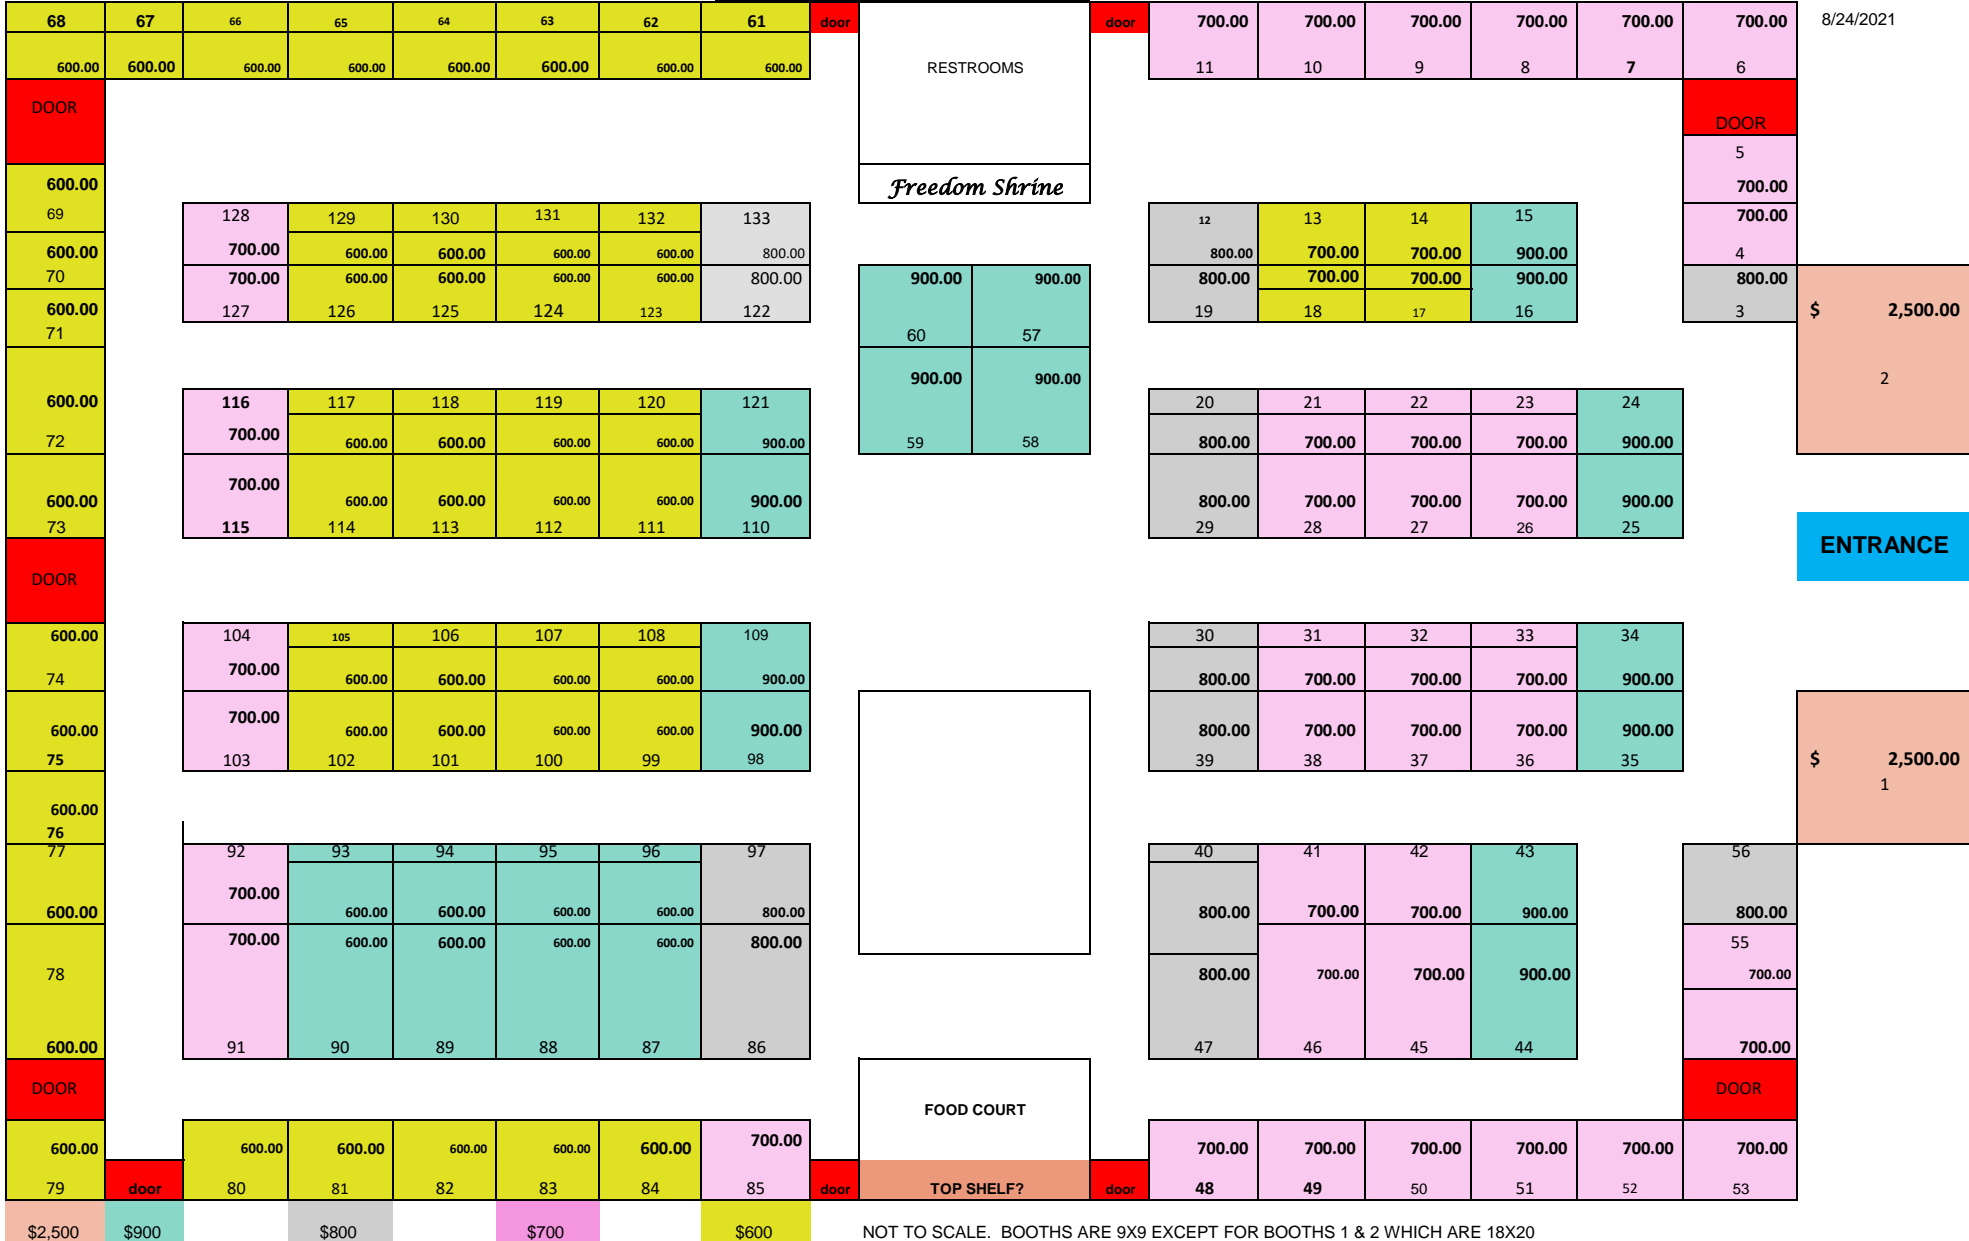 68 67 66 65 64 63 62 61 door door 700.00 700.00 700.00 700.00 700.00 700.00 8/24/2021
600.00 600.00 600.00 600.00 600.00 600.00 600.00 600.00 RESTROOMS 11 10 9 8 7 6
DOOR
DOOR
5
600.00 Freedom Shrine 700.00
69 128 129 130 131 132 133 12 13 14 15 700.00
600.00 700.00 600.00 600.00 600.00 600.00 800.00 800.00 700.00 700.00 900.00 4
70 700.00 600.00 600.00 600.00 600.00 800.00 900.00 900.00 800.00 700.00 700.00 900.00 800.00
600.00 127 126 125 124 123 122 19 18 17 16 3 $ 2,500.00
71 60 57
900.00 900.00 2
600.00 116 117 118 119 120 121 20 21 22 23 24
72 700.00 600.00 600.00 600.00 600.00 900.00 59 58 800.00 700.00 700.00 700.00 900.00
700.00
600.00 600.00 600.00 600.00 600.00 900.00 800.00 700.00 700.00 700.00 900.00
73 115 114 113 112 111 110 29 28 27 26 25
ENTRANCE
DOOR
600.00 104 105 106 107 108 109 30 31 32 33 34
74 700.00 600.00 600.00 600.00 600.00 900.00 800.00 700.00 700.00 700.00 900.00
700.00
600.00 600.00 600.00 600.00 600.00 900.00 800.00 700.00 700.00 700.00 900.00
75 103 102 101 100 99 98 39 38 37 36 35 $ 2,500.00
1
600.00
76
77 92 93 94 95 96 97 40 41 42 43 56
700.00
600.00 600.00 600.00 600.00 600.00 800.00 800.00 700.00 700.00 900.00 800.00
700.00 600.00 600.00 600.00 600.00 800.00 55
78 800.00 700.00 700.00 900.00 700.00
600.00 91 90 89 88 87 86 47 46 45 44 700.00
DOOR DOOR
FOOD COURT
600.00 600.00 600.00 600.00 600.00 600.00 700.00 700.00 700.00 700.00 700.00 700.00 700.00
79 door 80 81 82 83 84 85 door TOP SHELF? door 48 49 50 51 52 53
$2,500 $900 $800 $700 $600 NOT TO SCALE. BOOTHS ARE 9X9 EXCEPT FOR BOOTHS 1 & 2 WHICH ARE 18X20